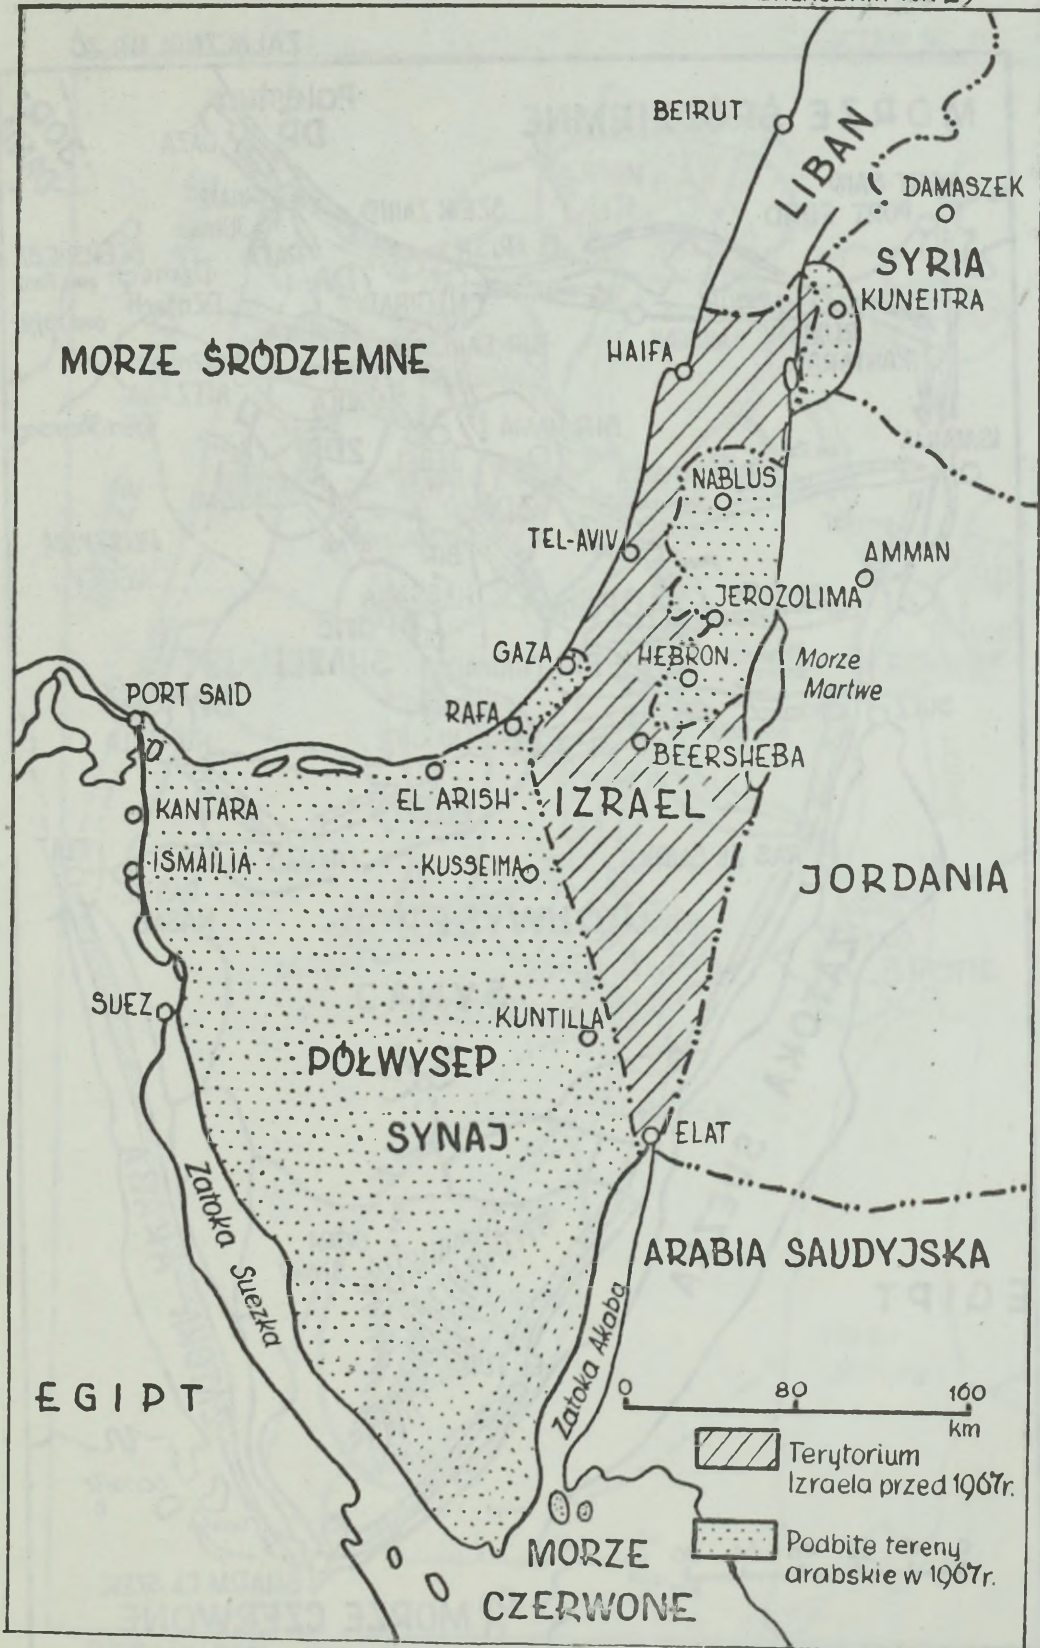 BEIRUT
LIBAN
DAMASZEK
SYRIA
KUNEITRA
HAIFA
MORZE ŚRÓDZIEMNE
NABLUS
TEL-AVIV
AMMAN
JEROZOLIMA
GAZA
HEBRON
Morze
Martwe
PORT SAID
RAFA
BEERSHEBA
EL ARISH
IZRAEL
KANTARA
ISMAILIA
KUSSEIMA
JORDANIA
SUEZ
KUNTILLA
PÓŁWYSEP
SYNAJ
ELAT
Zatoka Suezka
ARABIA SAUDYJSKA
Zatoka Akaba
EGIPT
0 80 160
km
Terytorium
Izraela przed 1967r.
Podbite tereny
arabskie w 1967r.
MORZE
CZERWONE